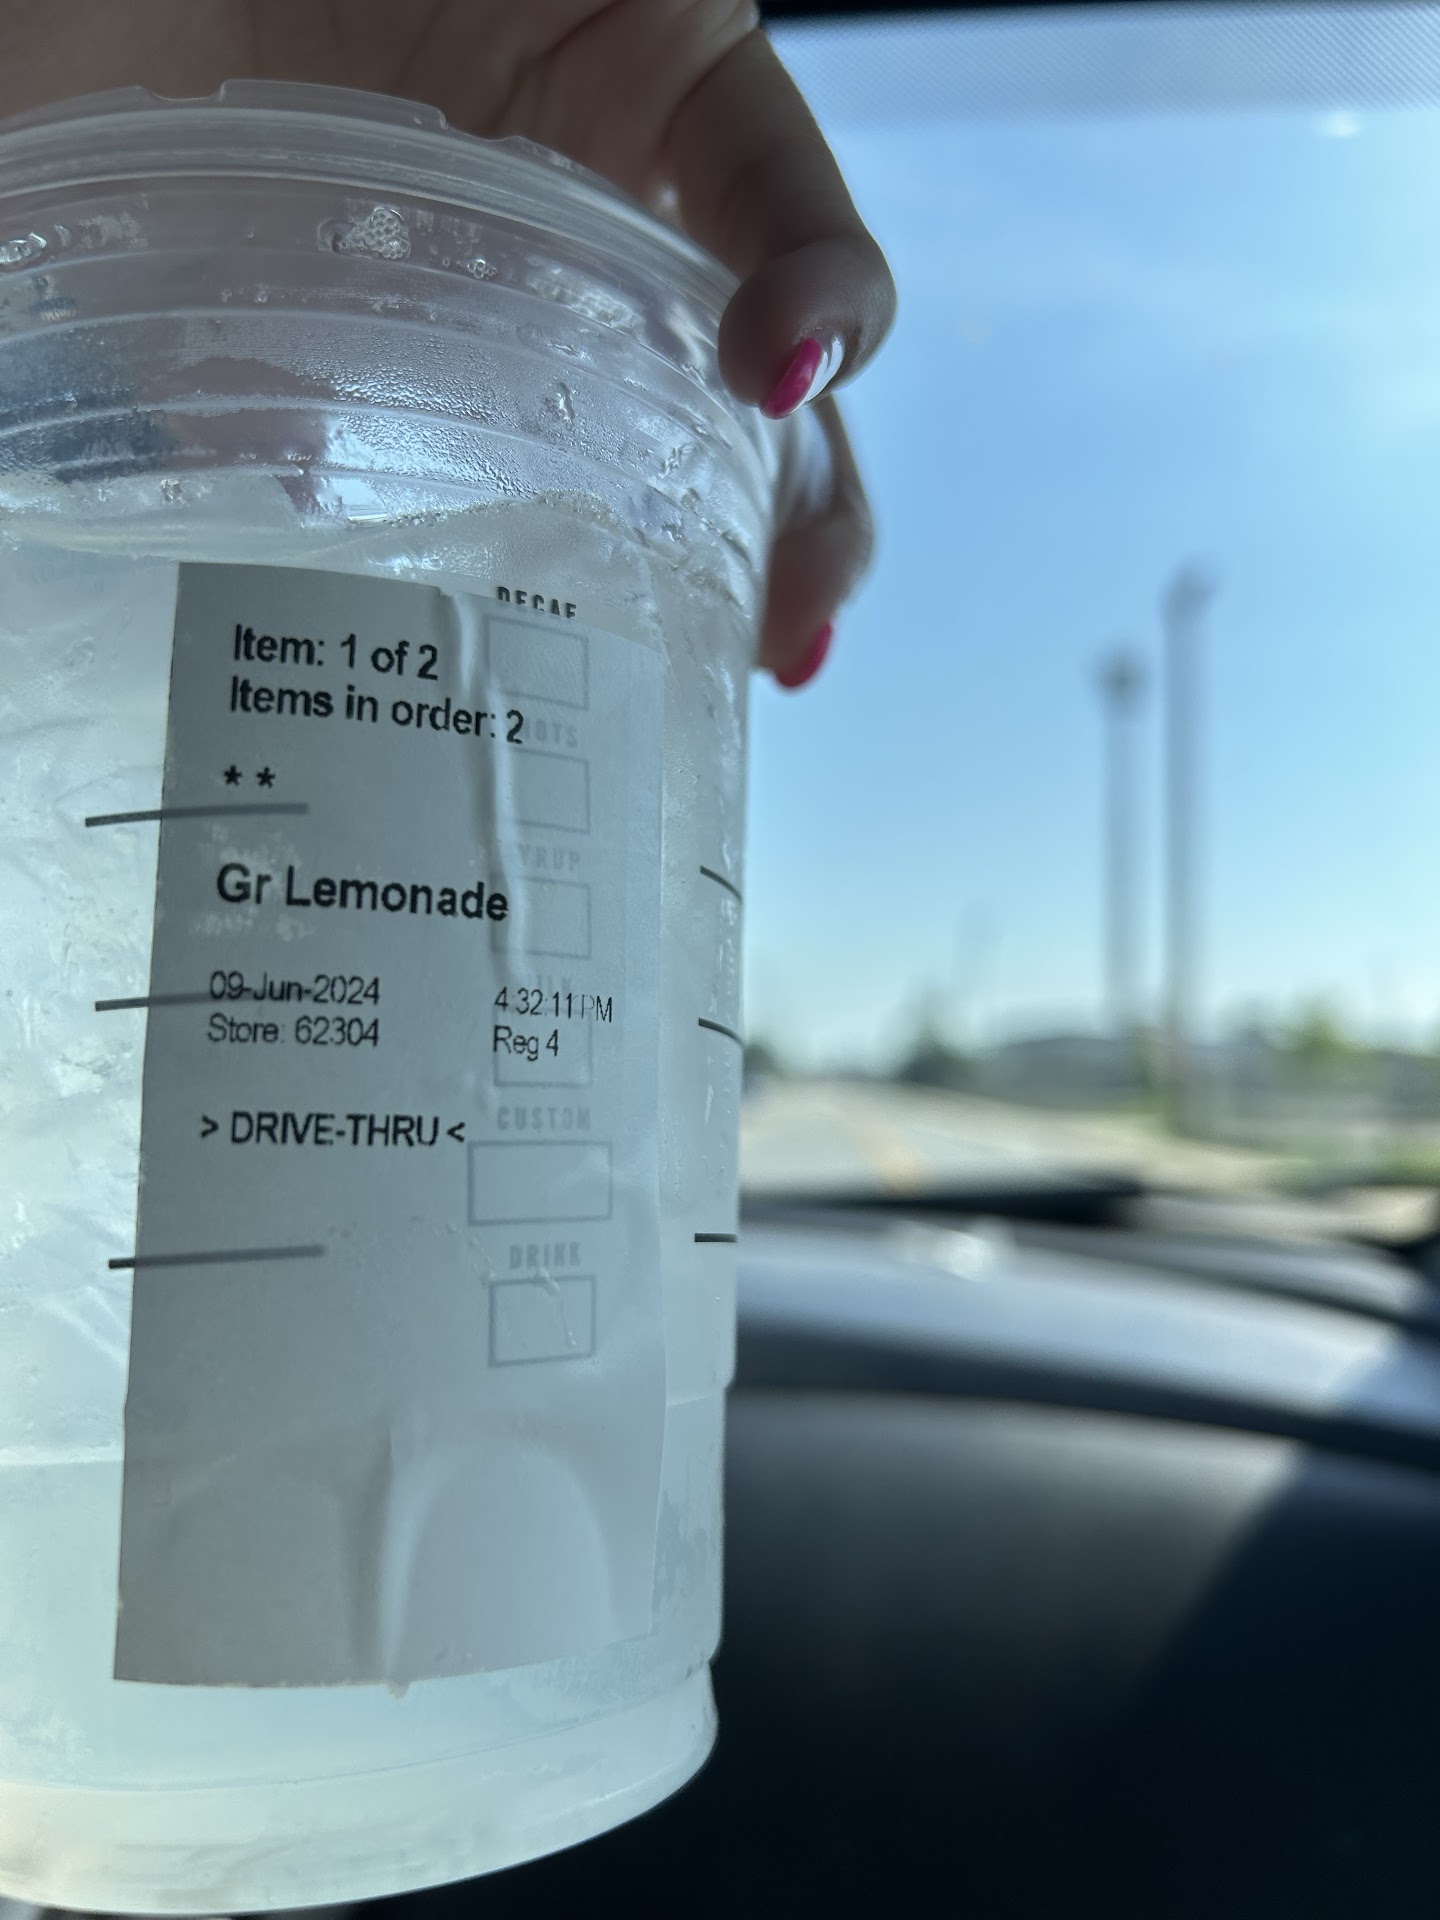 DECAF
Item: 1 of 2
Items in order: 2
* *
Gr Lemonade
09-Jun-2024 4:32:11 PM
Store: 62304 Reg 4
CUSTOM
> DRIVE-THRU <
DRINK